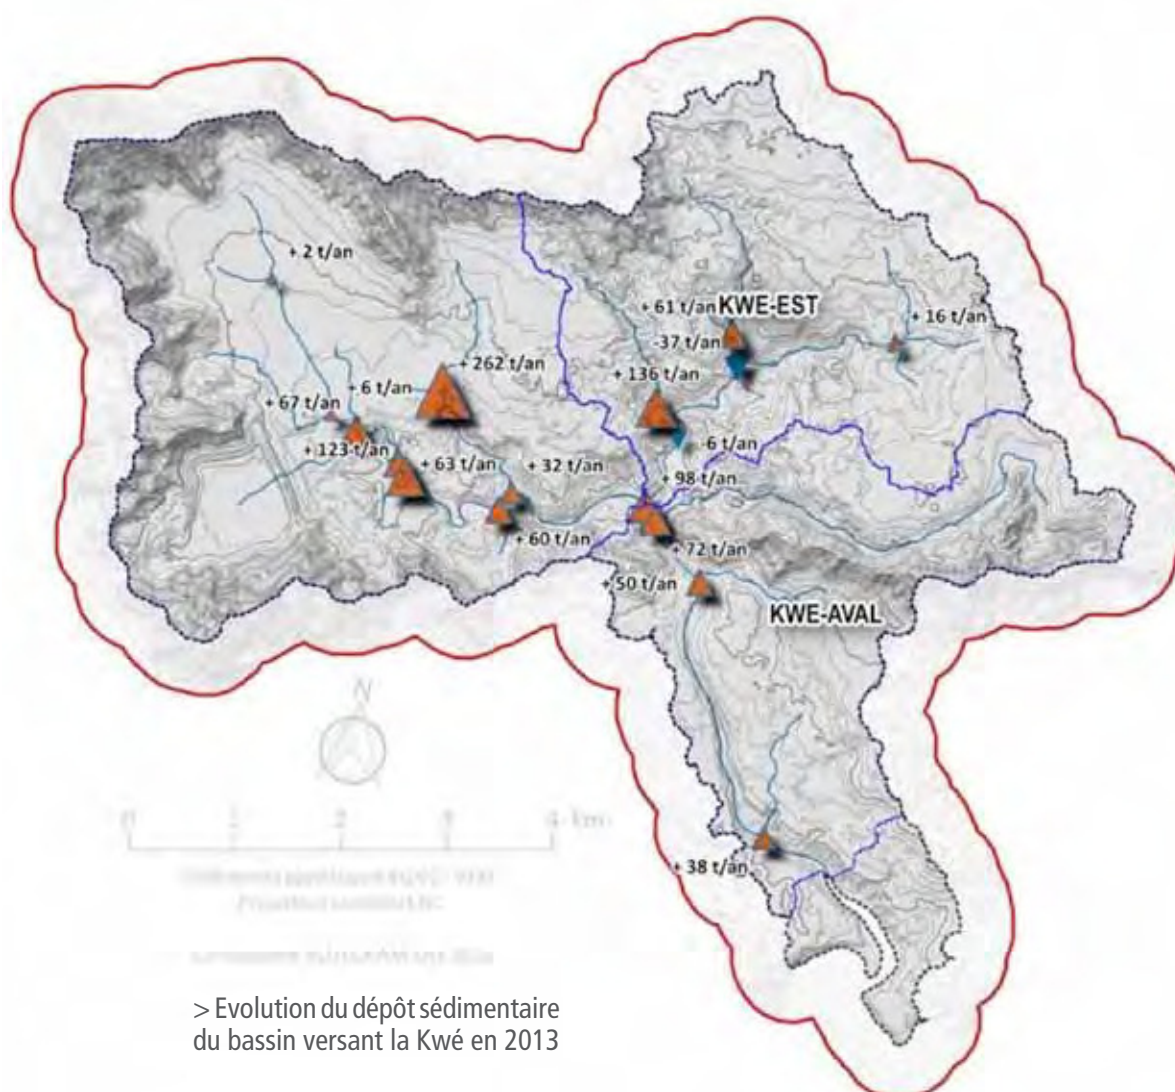 + 2 t/an
+ 61 t/an
KWE-EST
-37 t/an
+ 16 t/an
+ 262 t/an
+ 6 t/an
+ 136 t/an
+ 67 t/an
+ 123 t/an
+ 63 t/an
+ 32 t/an
-6 t/an
+ 98 t/an
+ 60 t/an
+ 72 t/an
+ 50 t/an
KWE-AVAL
N
0 1 2 3 4 km
+ 38 t/an
> Evolution du dépôt sédimentaire
du bassin versant la Kwé en 2013